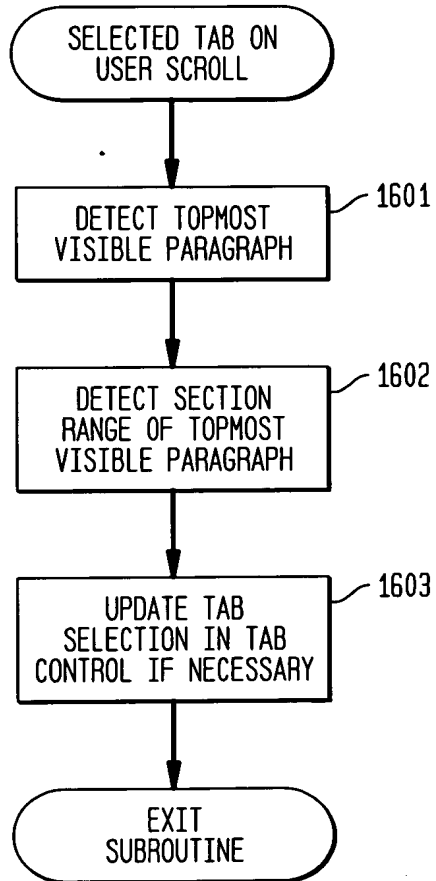 SELECTED TAB ON
USER SCROLL
1601
DETECT TOPMOST
VISIBLE PARAGRAPH
1602
DETECT SECTION
RANGE OF TOPMOST
VISIBLE PARAGRAPH
1603
UPDATE TAB
SELECTION IN TAB
CONTROL IF NECESSARY
EXIT
SUBROUTINE